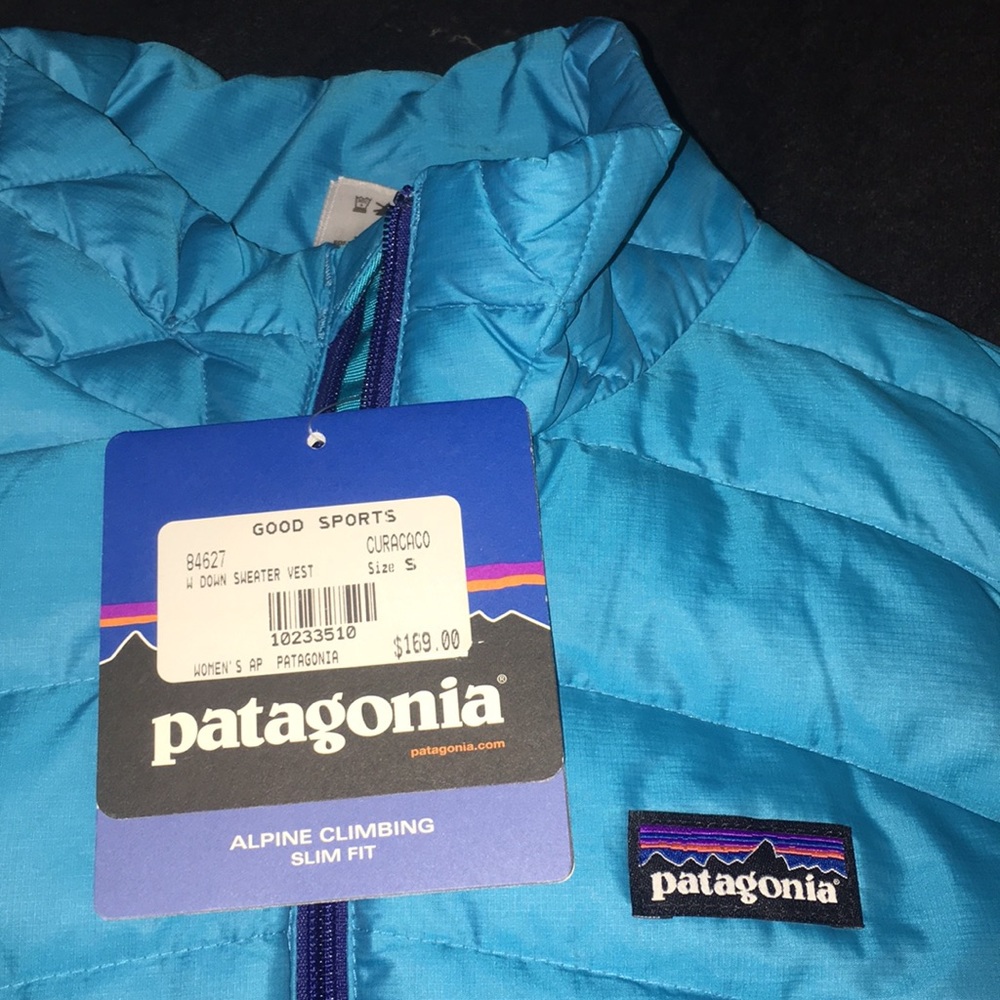 GOOD SPORTS
84627 CURACACO
W DOWN SWEATER VEST Size S
10233510
$169.00
WOMEN'S AP PATAGONIA
patagonia®
patagonia.com
ALPINE CLIMBING
SLIM FIT
patagonia®